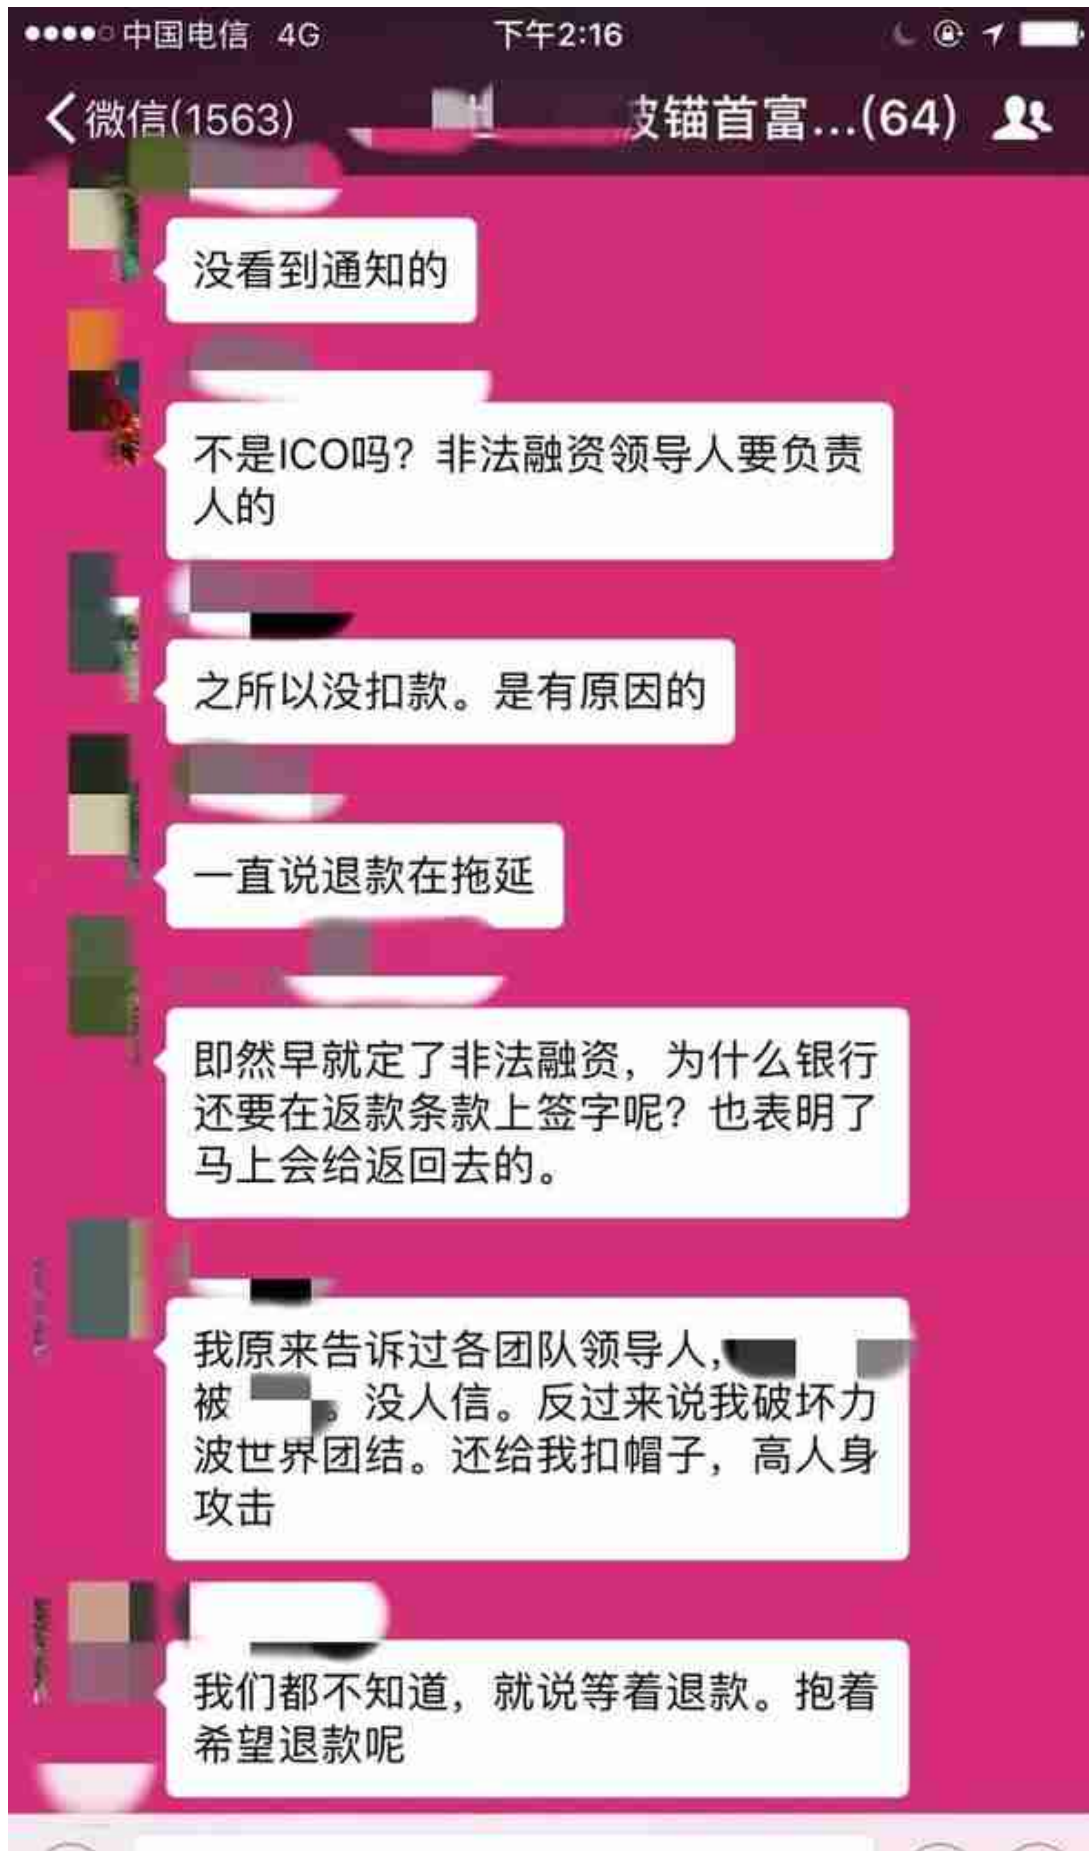 中国电信 4G 下午2:16
微信(1563) 波锚首富...(64)
没看到通知的
不是ICO吗？非法融资领导人要负责
人的
之所以没扣款。是有原因的
一直说退款在拖延
即然早就定了非法融资，为什么银行
还要在返款条款上签字呢？也表明了
马上会给返回去的。
我原来告诉过各团队领导人,
被 。没人信。反过来说我破坏力
波世界团结。还给我扣帽子，高人身
攻击
我们都不知道，就说等着退款。抱着
希望退款呢